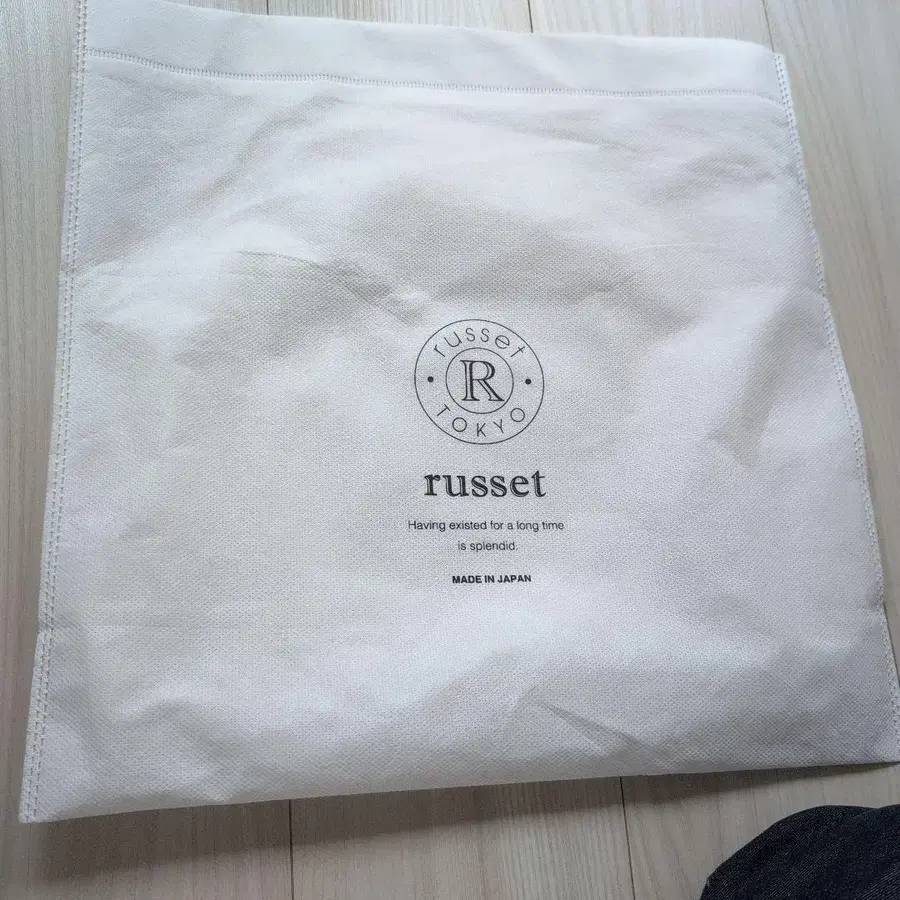 russet
R
TOKYO
russet
Having existed for a long time
is splendid.
MADE IN JAPAN